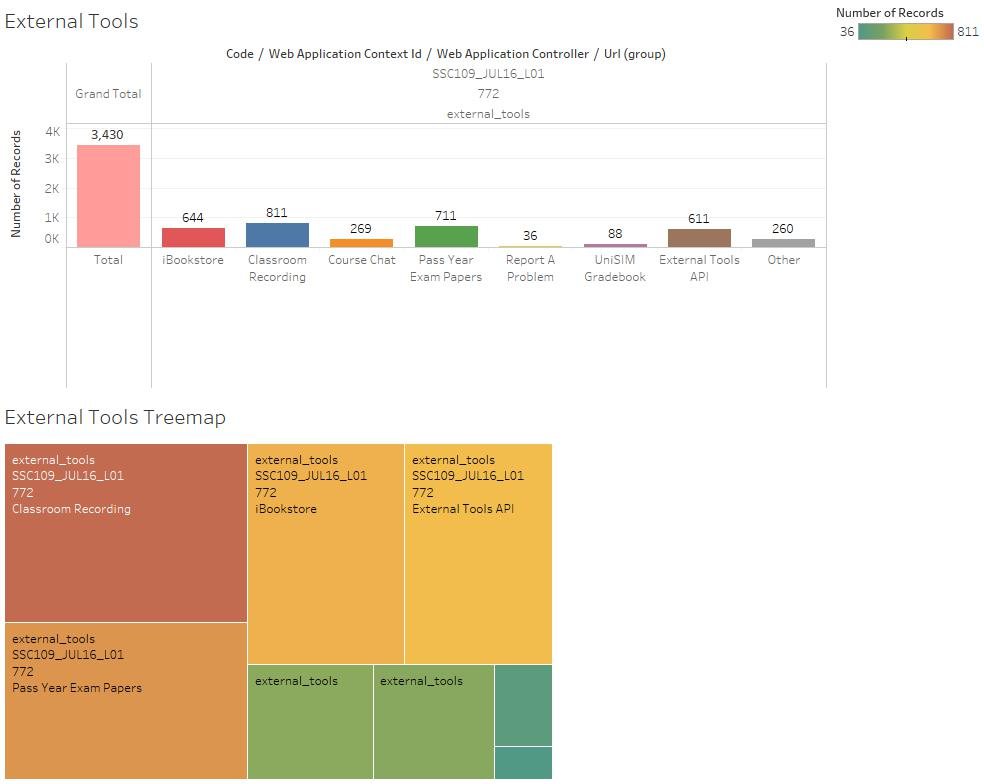 External Tools
Number of Records
36 811
Code / Web Application Context Id / Web Application Controller / Url (group)
SSC109_JUL16_L01
Grand Total
772
external_tools
Number of Records
4K
3K
2K
1K
0K
3,430
644
811
269
711
36
88
611
260
Total
iBookstore
Classroom
Recording
Course Chat
Pass Year
Exam Papers
Report A
Problem
UniSIM
Gradebook
External Tools
API
Other
External Tools Treemap
external_tools
SSC109_JUL16_L01
772
Classroom Recording
external_tools
SSC109_JUL16_L01
772
iBookstore
external_tools
SSC109_JUL16_L01
772
External Tools API
external_tools
SSC109_JUL16_L01
772
Pass Year Exam Papers
external_tools
external_tools